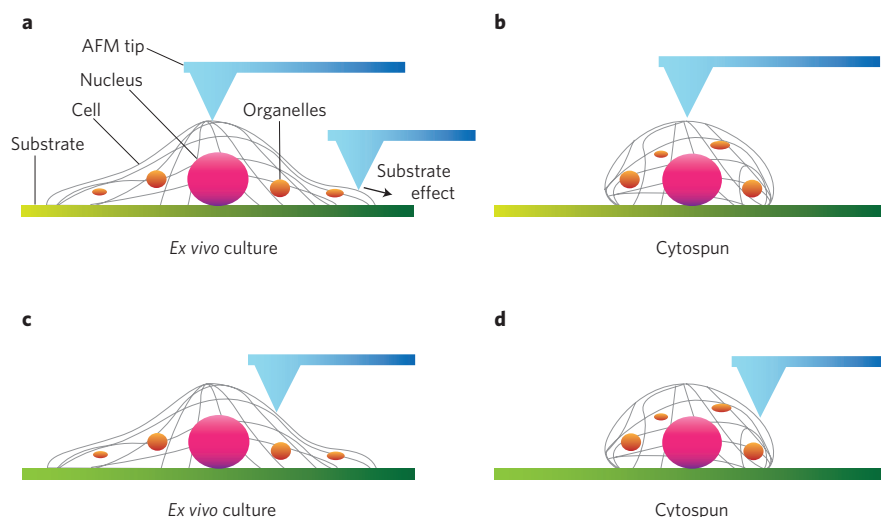 a
b
AFM tip
Nucleus
Cell
Organelles
Substrate
Substrate
effect
Ex vivo culture
Cytospun
c
d
Ex vivo culture
Cytospun